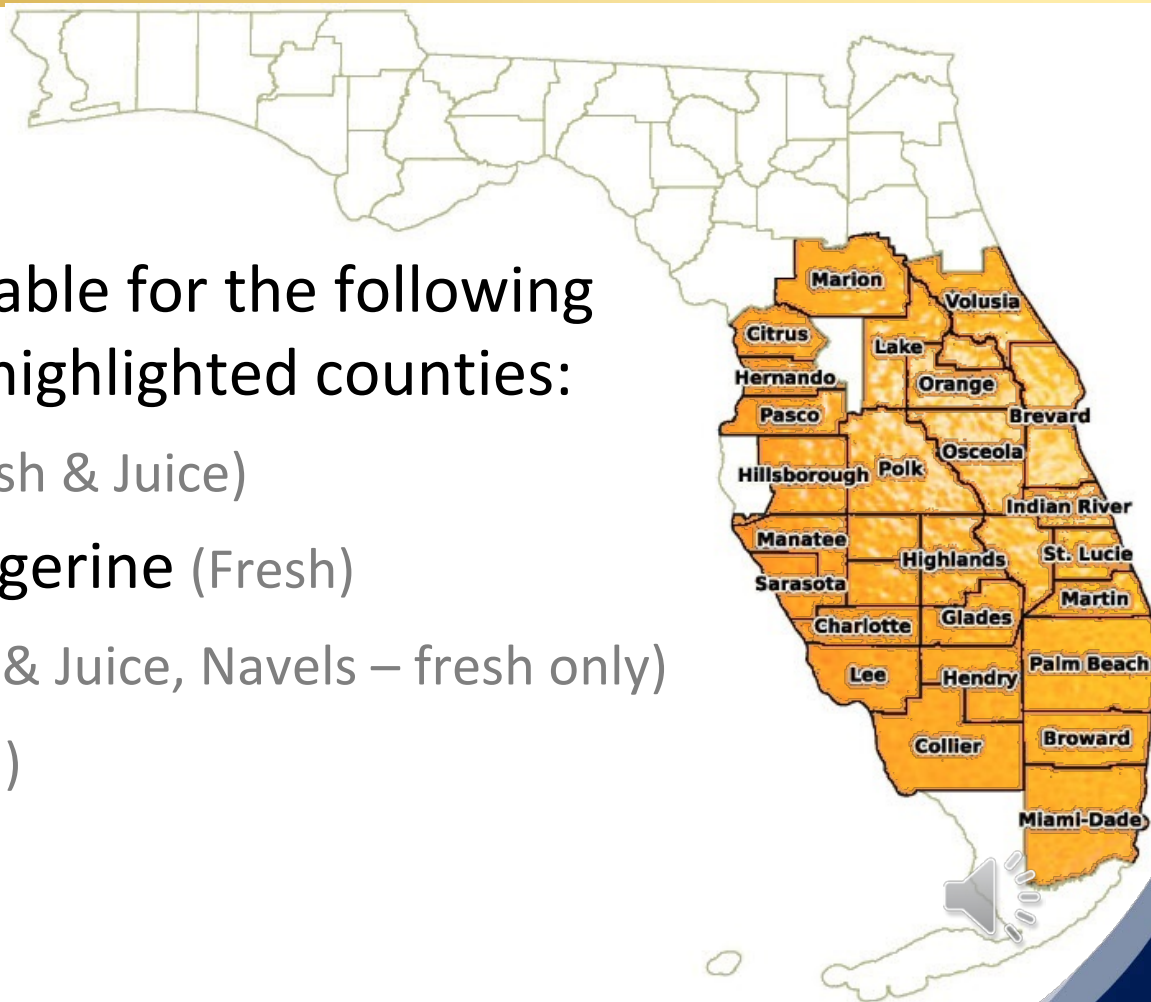 able for the following
highlighted counties:
sh & Juice)
gerine (Fresh)
& Juice, Navels – fresh only)
)
Marion
Volusia
Citrus
Lake
Hernando
Orange
Pasco
Brevard
Osceola
Hillsborough
Polk
Indian River
Manatee
Highlands
St. Lucie
Sarasota
Martin
Charlotte
Glades
Palm Beach
Lee
Hendry
Collier
Broward
Miami-Dade